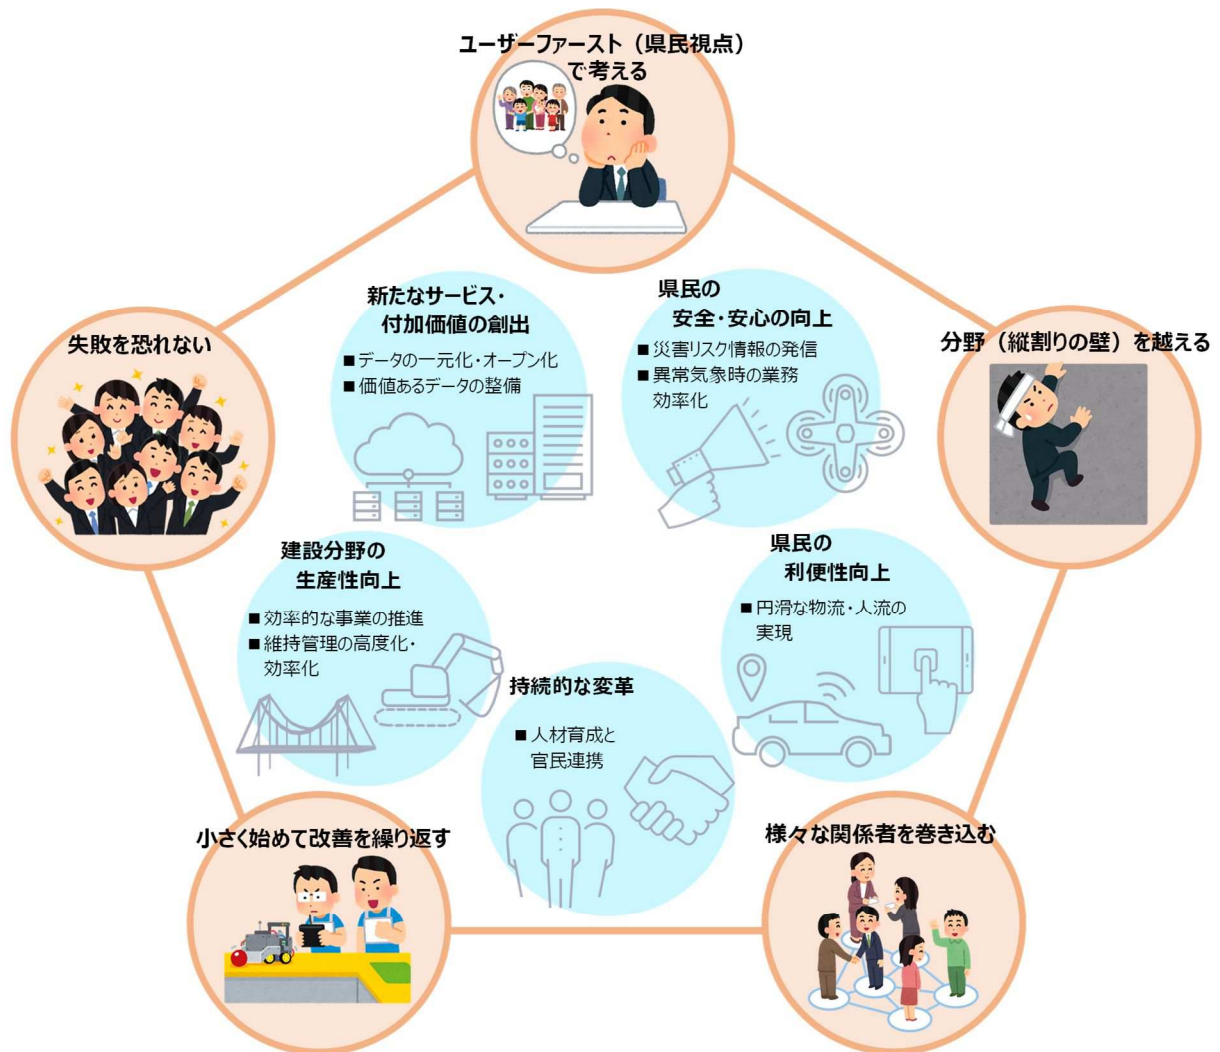 ユーザーファースト（県民視点）
で考える
失敗を恐れない
分野（縦割りの壁）を越える
新たなサービス・
付加価値の創出
■データの一元化・オープン化
■価値あるデータの整備
県民の
安全・安心の向上
■災害リスク情報の発信
■異常気象時の業務
効率化
建設分野の
生産性向上
■効率的な事業の推進
■維持管理の高度化・
効率化
県民の
利便性向上
■円滑な物流・人流の
実現
持続的な変革
■人材育成と
官民連携
小さく始めて改善を繰り返す
様々な関係者を巻き込む